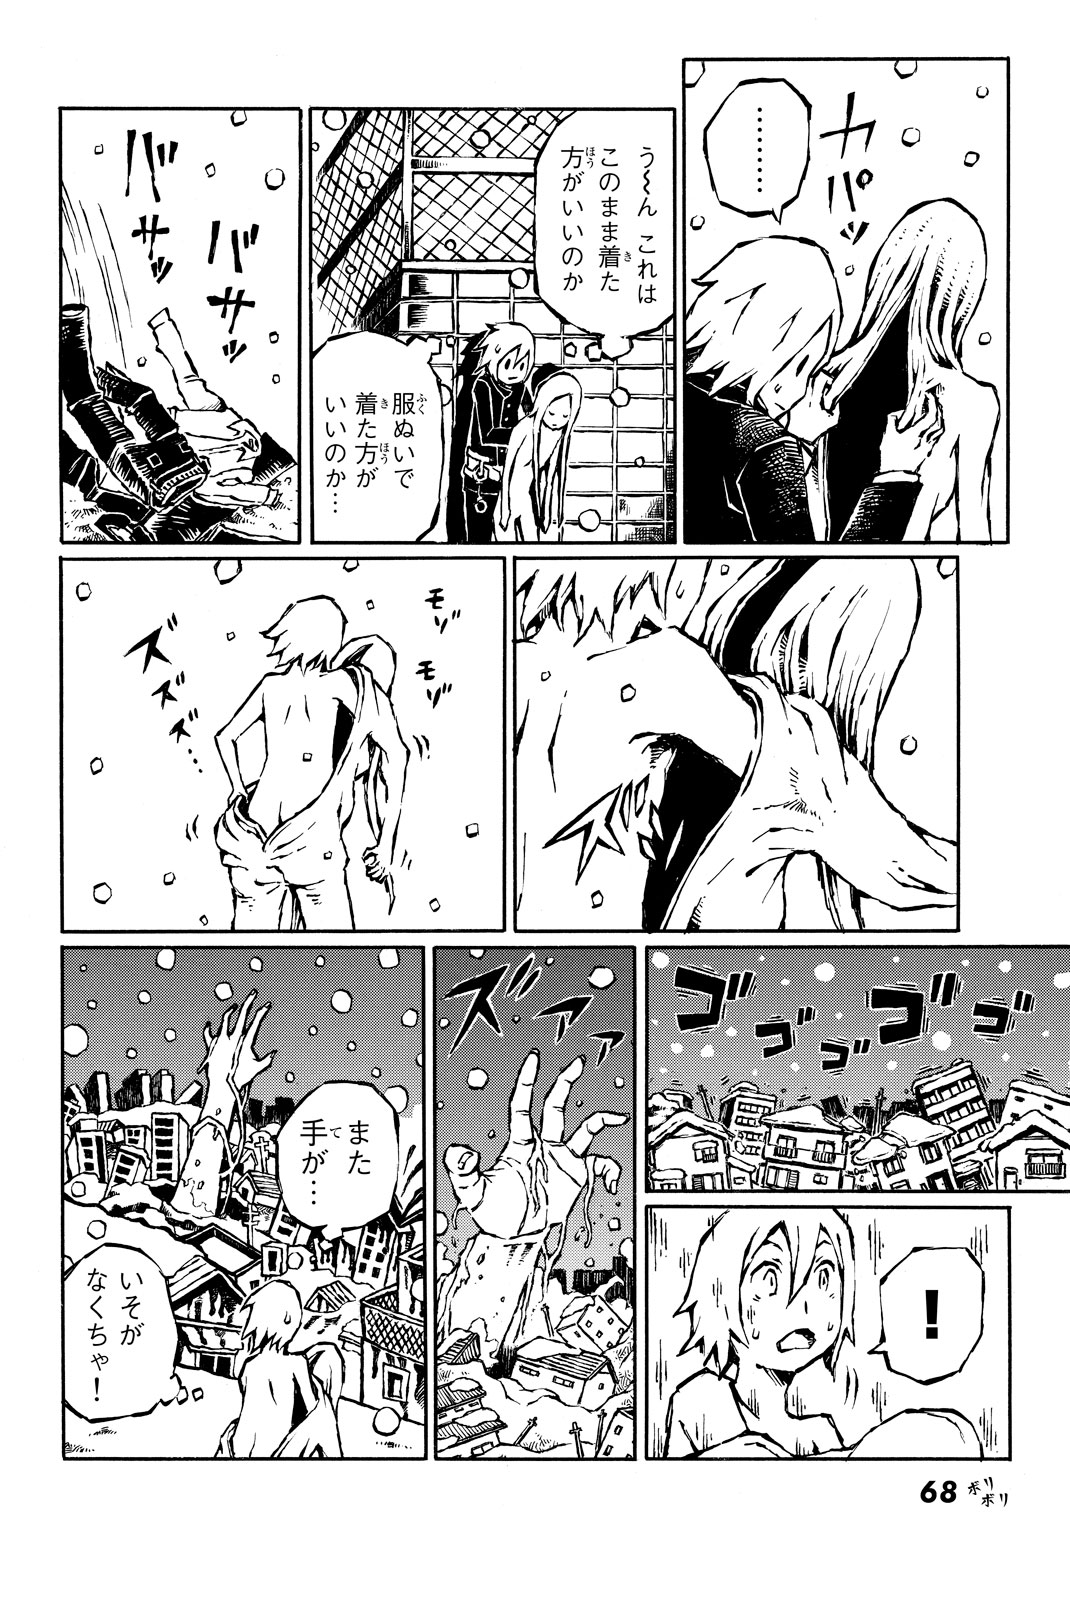 ………
カパッ
う〜ん これは
このまま着た
方がいいのか
服ぬいで
着た方が
いいのか…
バサッ
バサッ
ズボッ
モゾ
モゾ
ズ
ズ
ズ
…
ゴ
ゴ
ゴ
ゴ
ゴ
！
ズァァ
また
手が…
いそが
なくちゃ！
68 ボリボリ